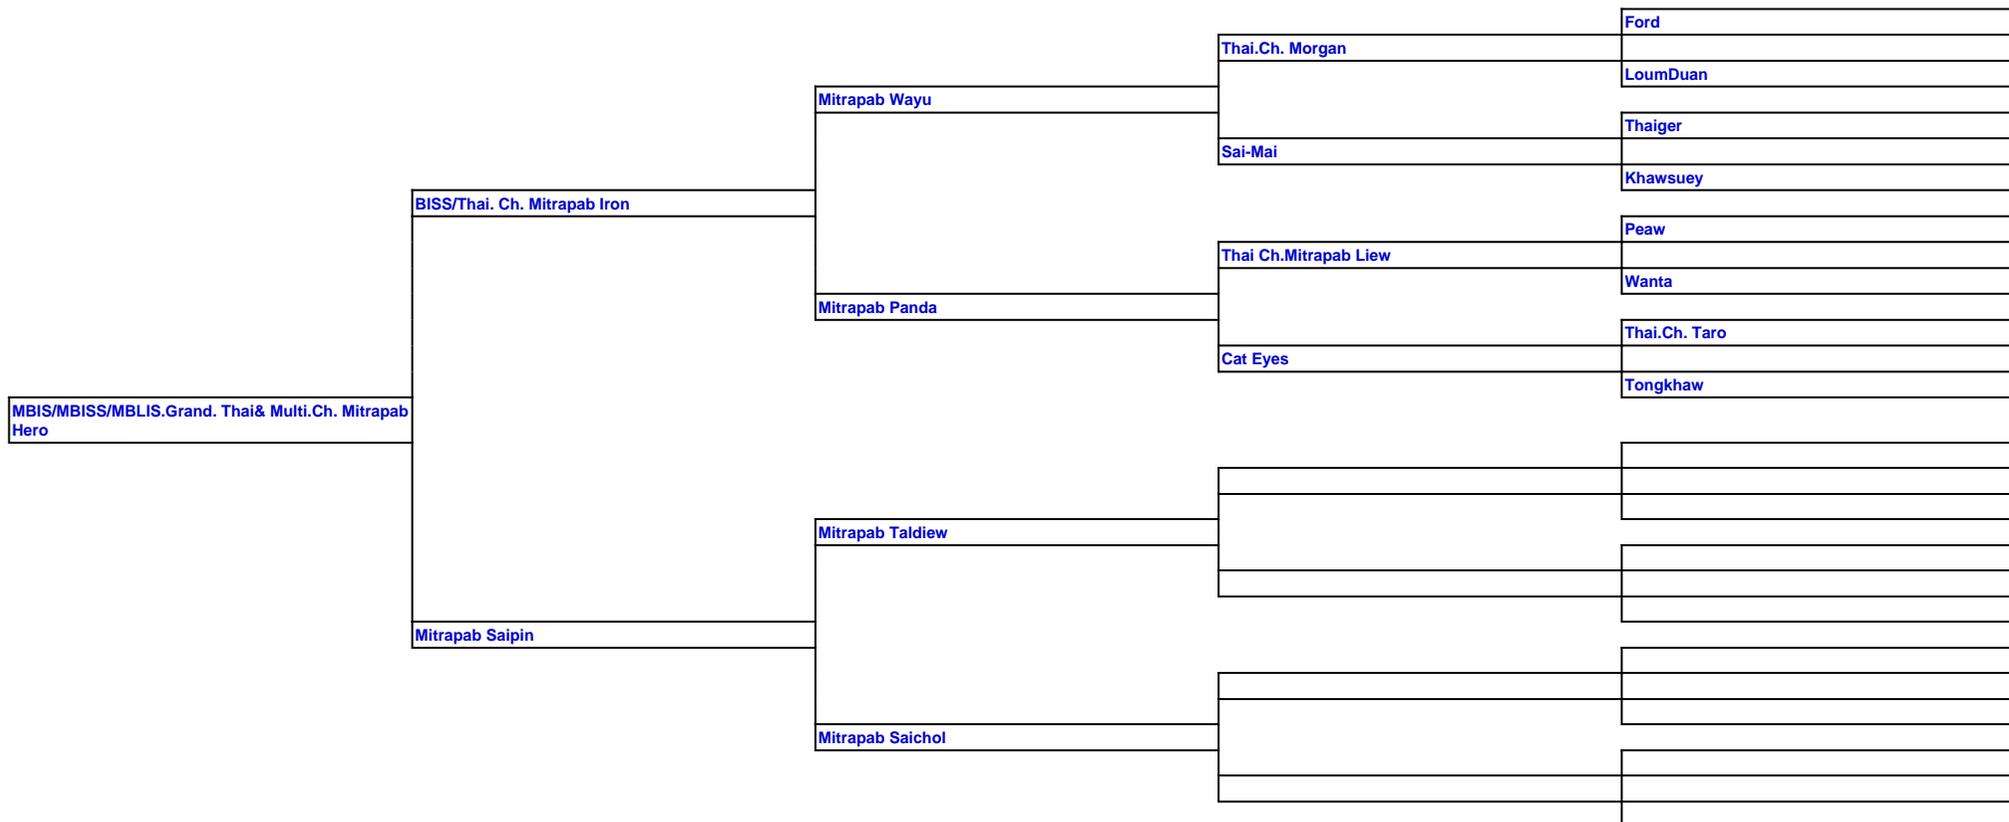 Ford
Thai.Ch. Morgan
LoumDuan
Mitrapab Wayu
Thaiger
Sai-Mai
Khawsuey
BISS/Thai. Ch. Mitrapab Iron
Peaw
Thai Ch.Mitrapab Liew
Wanta
Mitrapab Panda
Thai.Ch. Taro
Cat Eyes
Tongkhaw
MBIS/MBISS/MBLIS.Grand. Thai& Multi.Ch. Mitrapab
Hero
Mitrapab Taldiew
Mitrapab Saipin
Mitrapab Saichol